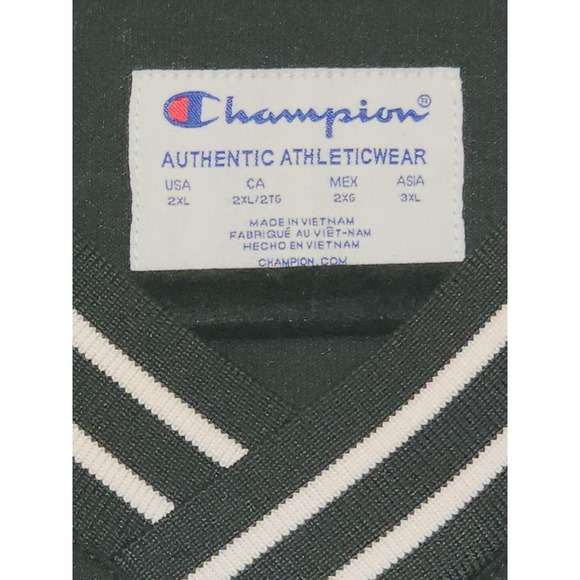 Champion®
AUTHENTIC ATHLETICWEAR
USA CA MEX ASIA
2XL 2XL/2TG 2XG 3XL
MADE IN VIETNAM
FABRIQUÉ AU VIÊT-NAM
HECHO EN VIETNAM
CHAMPION.COM